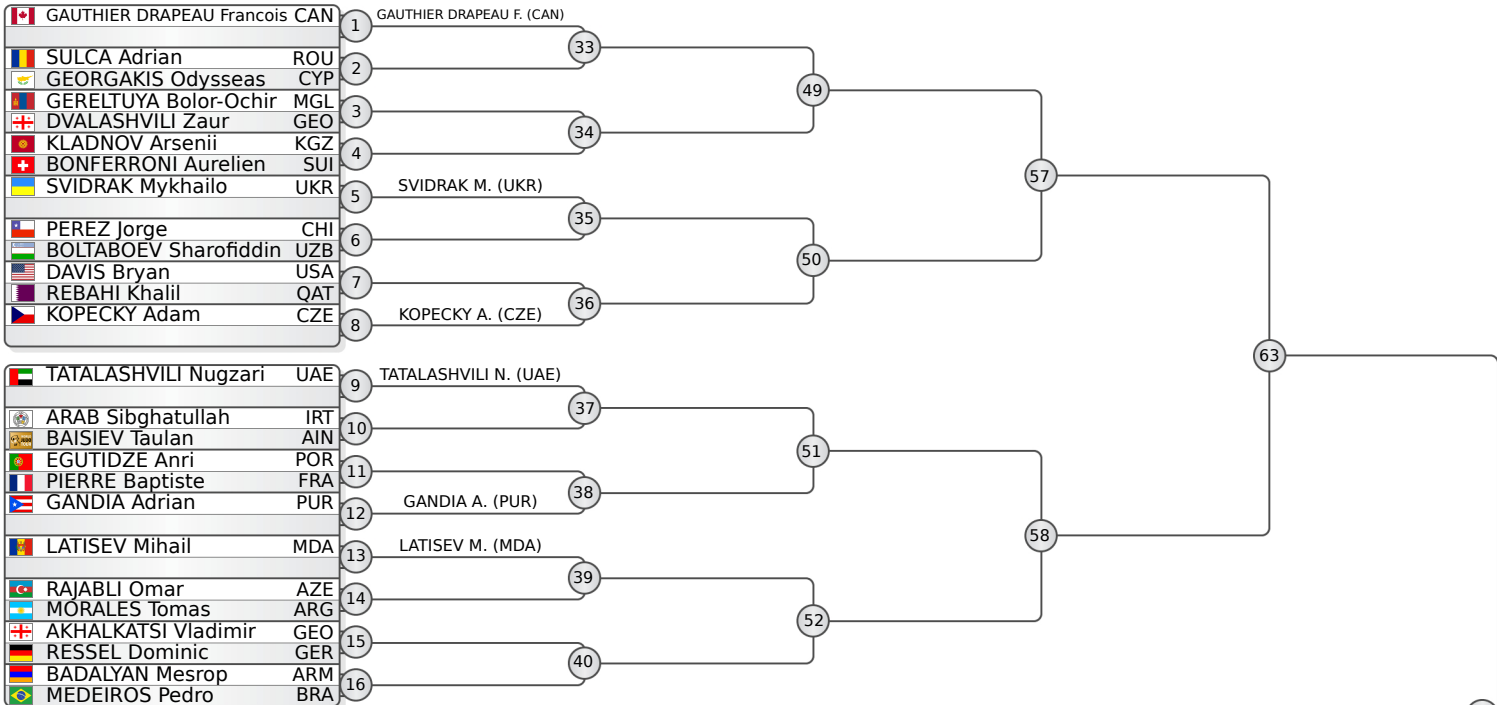 GAUTHIER DRAPEAU Francois CAN
1
GAUTHIER DRAPEAU F. (CAN)
33
SULCA Adrian ROU
2
GEORGAKIS Odysseas CYP
49
GERELTUYA Bolor-Ochir MGL
3
DVALASHVILI Zaur GEO
34
KLADNOV Arsenii KGZ
4
BONFERRONI Aurelien SUI
57
SVIDRAK Mykhailo UKR
5
SVIDRAK M. (UKR)
35
PEREZ Jorge CHI
6
BOLTABOEV Sharofiddin UZB
50
DAVIS Bryan USA
7
REBAHI Khalil QAT
36
KOPECKY Adam CZE
8
KOPECKY A. (CZE)
63
TATALASHVILI Nugzari UAE
9
TATALASHVILI N. (UAE)
37
ARAB Sibghatullah IRT
10
BAISIEV Taulan AIN
51
EGUTIDZE Anri POR
11
PIERRE Baptiste FRA
38
GANDIA Adrian PUR
12
GANDIA A. (PUR)
58
LATISEV Mihail MDA
13
LATISEV M. (MDA)
39
RAJABLI Omar AZE
14
MORALES Tomas ARG
52
AKHALKATSI Vladimir GEO
15
RESSEL Dominic GER
40
BADALYAN Mesrop ARM
16
MEDEIROS Pedro BRA